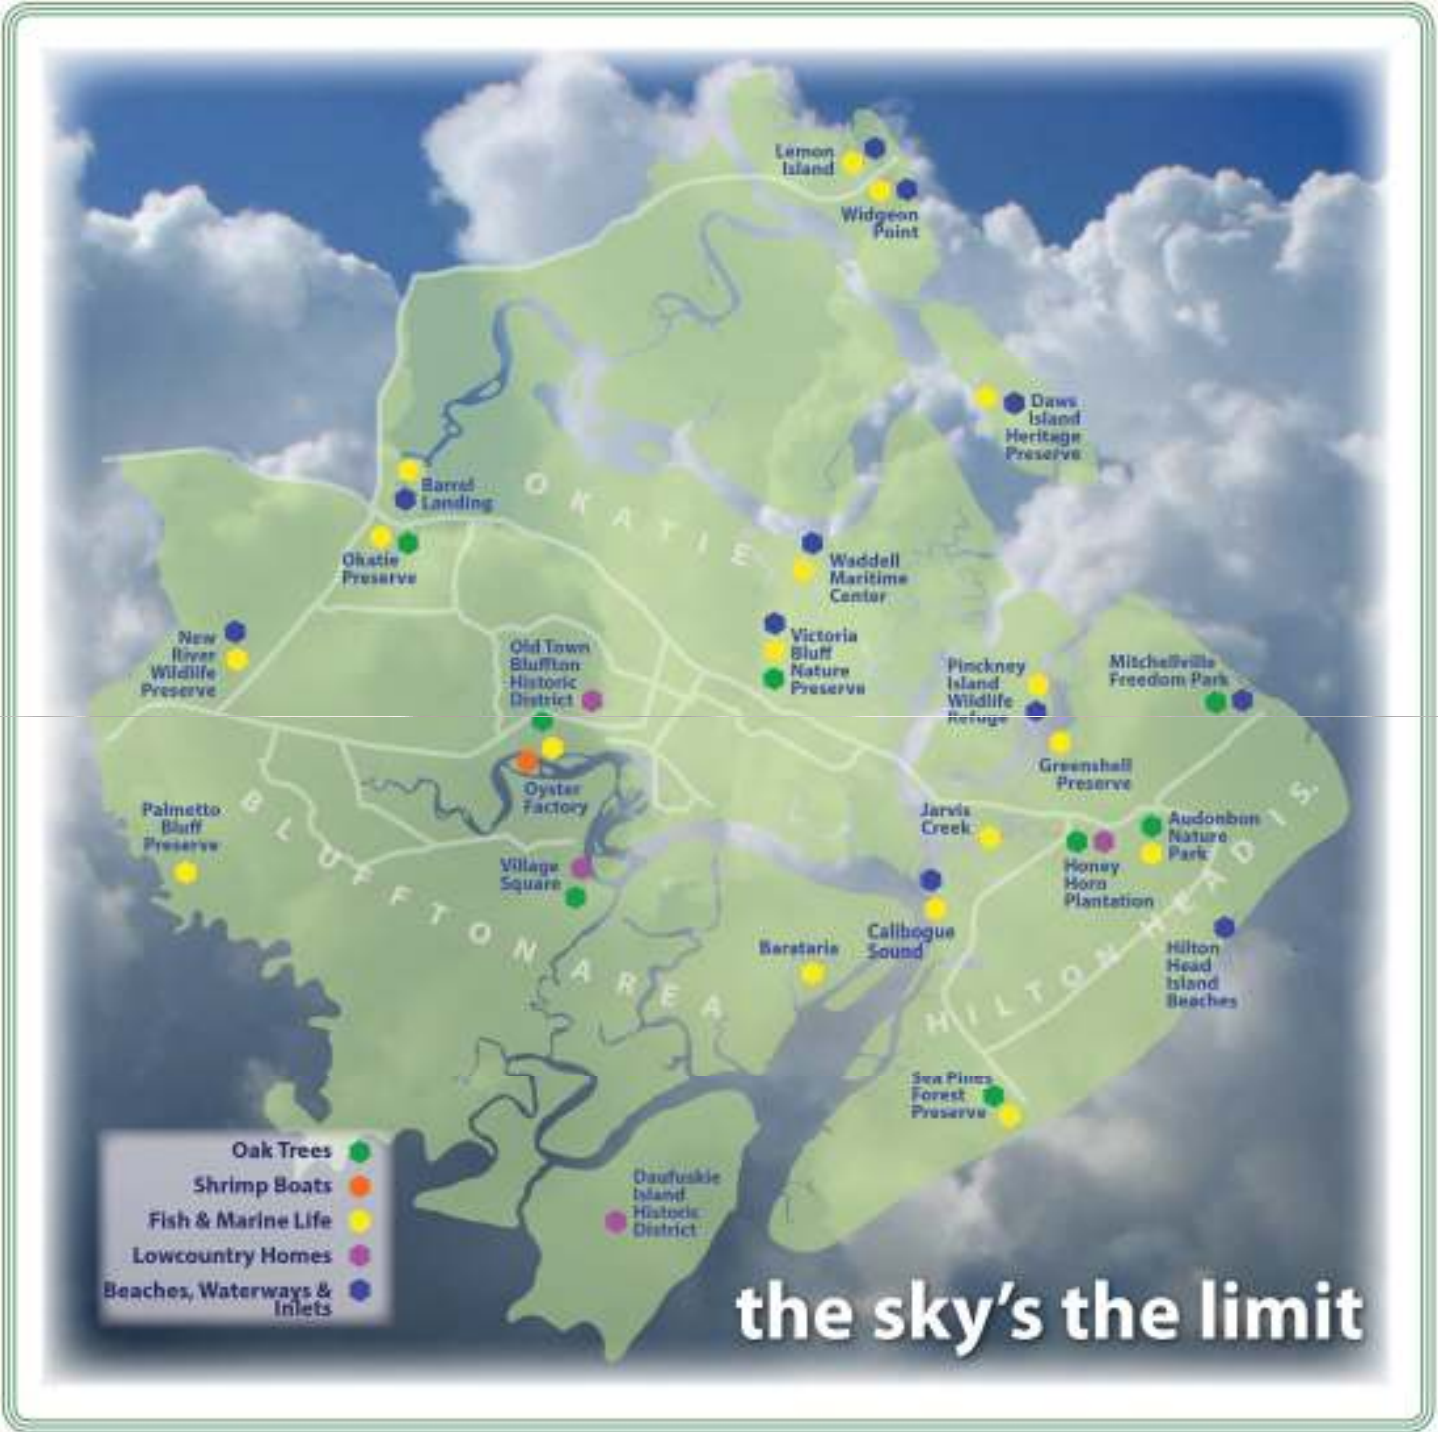 Lemon
Island
Widgeon
Point
Daws
Island
Heritage
Preserve
Barrel
Landing
OKATIE
Okatie
Preserve
Waddell
Maritime
Center
New
River
Wildlife
Preserve
Old Town
Bluffton
Historic
District
Victoria
Bluff
Nature
Preserve
Pinckney
Island
Wildlife
Refuge
Mitchellville
Freedom Park
Greenshell
Preserve
Oyster
Factory
Palmetto
Bluff
Preserve
Jarvis
Creek
Audonbon
Nature
Park
Honey
Horn
Plantation
Village
Square
BLUFFTON AREA
Barataria
Calibogue
Sound
HILTON HEAD IS.
Hilton
Head
Island
Beaches
Sea Pines
Forest
Preserve
Daufuskie
Island
Historic
District
Oak Trees
Shrimp Boats
Fish & Marine Life
Lowcountry Homes
Beaches, Waterways &
Inlets
the sky's the limit